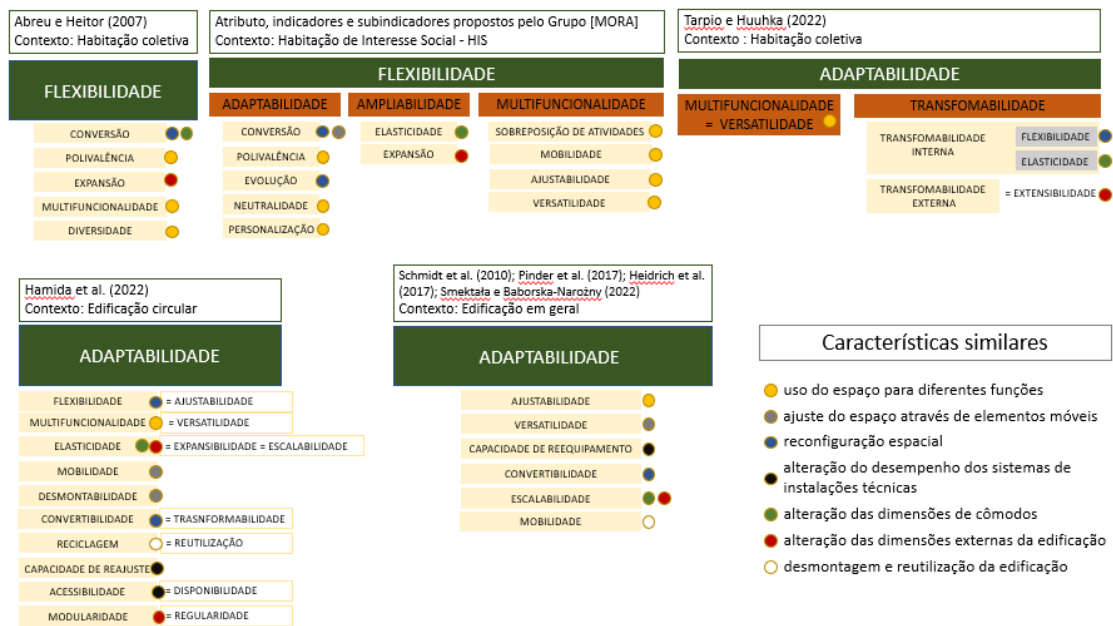 Abreu e Heitor (2007)
Contexto: Habitação coletiva
FLEXIBILIDADE
CONVERSÃO
POLIVALÊNCIA
EXPANSÃO
MULTIFUNCIONALIDADE
DIVERSIDADE
Atributo, indicadores e subindicadores propostos pelo Grupo [MORA]
Contexto: Habitação de Interesse Social - HIS
FLEXIBILIDADE
ADAPTABILIDADE
CONVERSÃO
POLIVALÊNCIA
EVOLUÇÃO
NEUTRALIDADE
PERSONALIZAÇÃO
AMPLIABILIDADE
ELASTICIDADE
EXPANSÃO
MULTIFUNCIONALIDADE
SOBREPOSIÇÃO DE ATIVIDADES
MOBILIDADE
AJUSTABILIDADE
VERSATILIDADE
Tarpio e Huuhka (2022)
Contexto : Habitação coletiva
ADAPTABILIDADE
MULTIFUNCIONALIDADE
= VERSATILIDADE
TRANSFOMABILIDADE
TRANSFOMABILIDADE
INTERNA
FLEXIBILIDADE
ELASTICIDADE
TRANSFOMABILIDADE
EXTERNA
= EXTENSIBILIDADE
Hamida et al. (2022)
Contexto: Edificação circular
ADAPTABILIDADE
FLEXIBILIDADE = AJUSTABILIDADE
MULTIFUNCIONALIDADE = VERSATILIDADE
ELASTICIDADE = EXPANSIBILIDADE = ESCALABILIDADE
MOBILIDADE
DESMONTABILIDADE
CONVERTIBILIDADE = TRASNFORMABILIDADE
RECICLAGEM = REUTILIZAÇÃO
CAPACIDADE DE REAJUSTE
ACESSIBILIDADE = DISPONIBILIDADE
MODULARIDADE = REGULARIDADE
Schmidt et al. (2010); Pinder et al. (2017); Heidrich et al.
(2017); Smektała e Baborska-Narożny (2022)
Contexto: Edificação em geral
ADAPTABILIDADE
AJUSTABILIDADE
VERSATILIDADE
CAPACIDADE DE REEQUIPAMENTO
CONVERTIBILIDADE
ESCALABILIDADE
MOBILIDADE
Características similares
uso do espaço para diferentes funções
ajuste do espaço através de elementos móveis
reconfiguração espacial
alteração do desempenho dos sistemas de
instalações técnicas
alteração das dimensões de cômodos
alteração das dimensões externas da edificação
desmontagem e reutilização da edificação